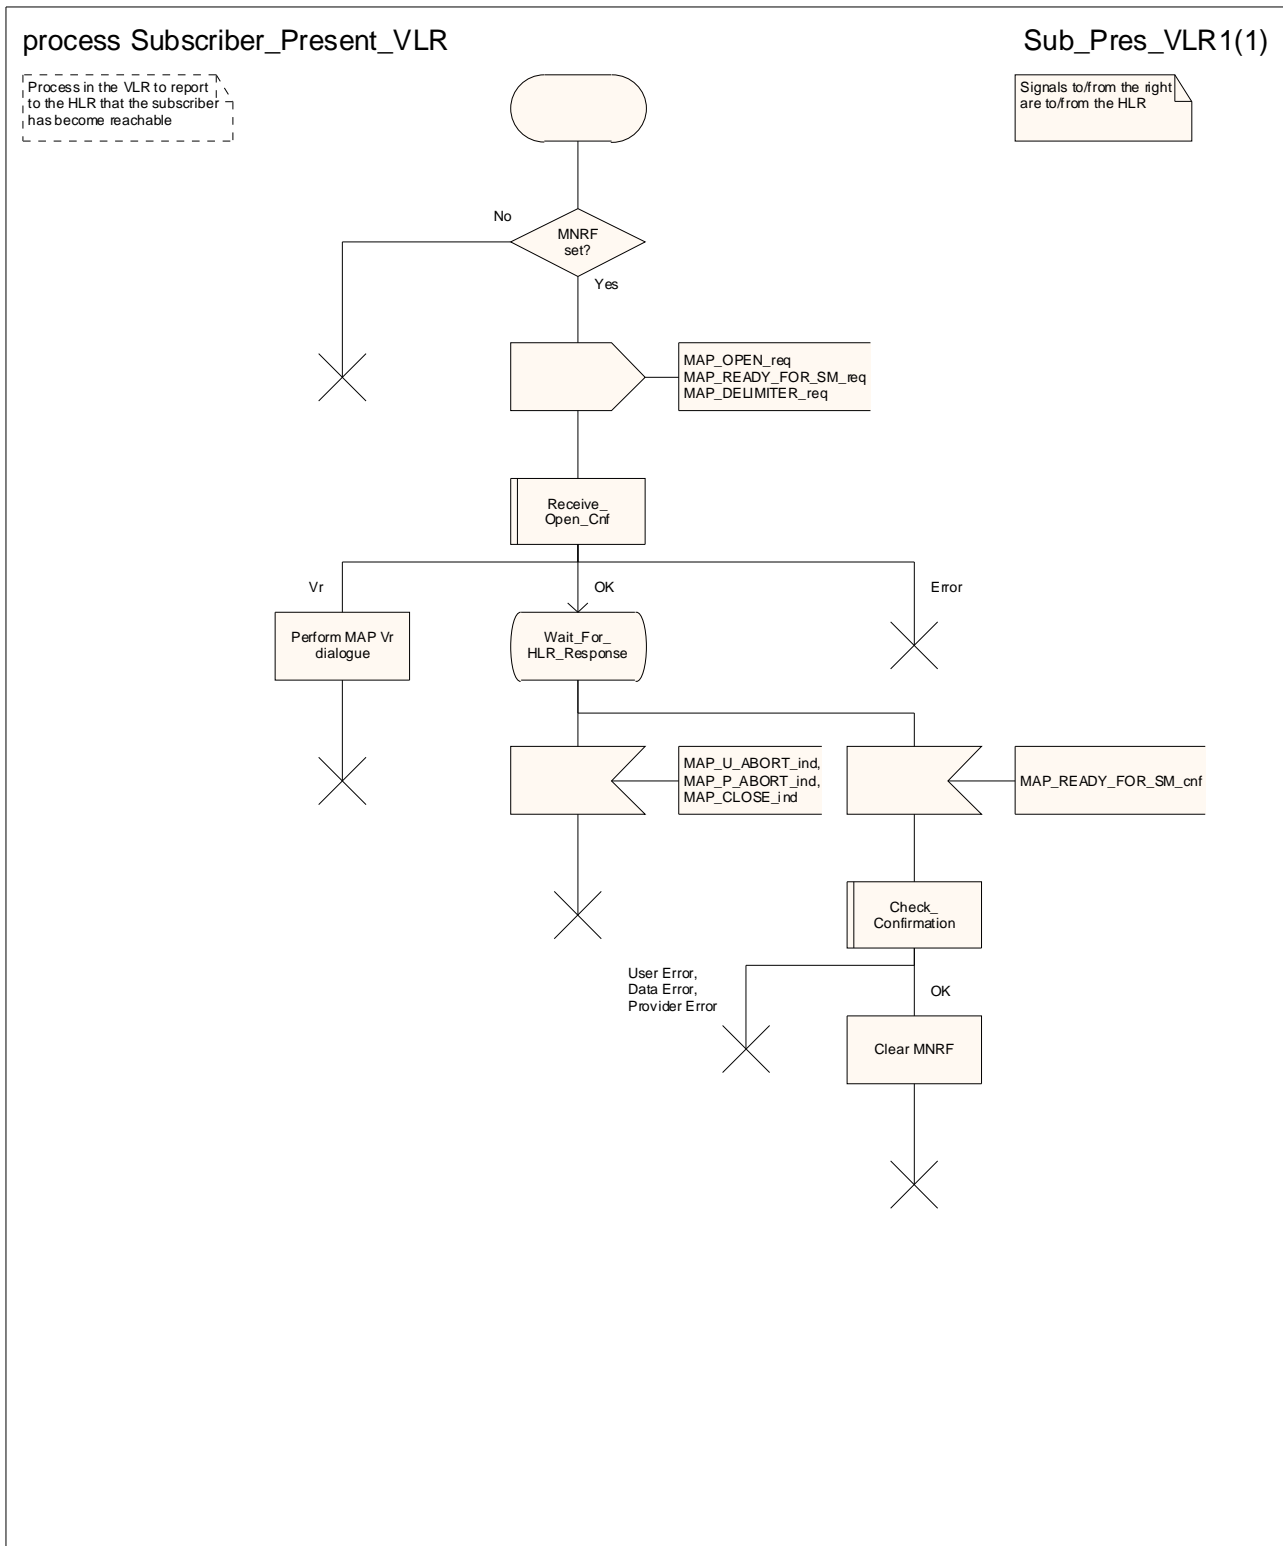 process Subscriber_Present_VLR
Sub_Pres_VLR1(1)
Process in the VLR to report
to the HLR that the subscriber
has become reachable
Signals to/from the right
are to/from the HLR
No
MNRF
set?
Yes
MAP_OPEN_req
MAP_READY_FOR_SM_req
MAP_DELIMITER_req
Receive_
Open_Cnf
Vr
OK
Error
Perform MAP Vr
dialogue
Wait_For_
HLR_Response
MAP_U_ABORT_ind,
MAP_P_ABORT_ind,
MAP_CLOSE_ind
MAP_READY_FOR_SM_cnf
Check_
Confirmation
User Error,
Data Error,
Provider Error
OK
Clear MNRF